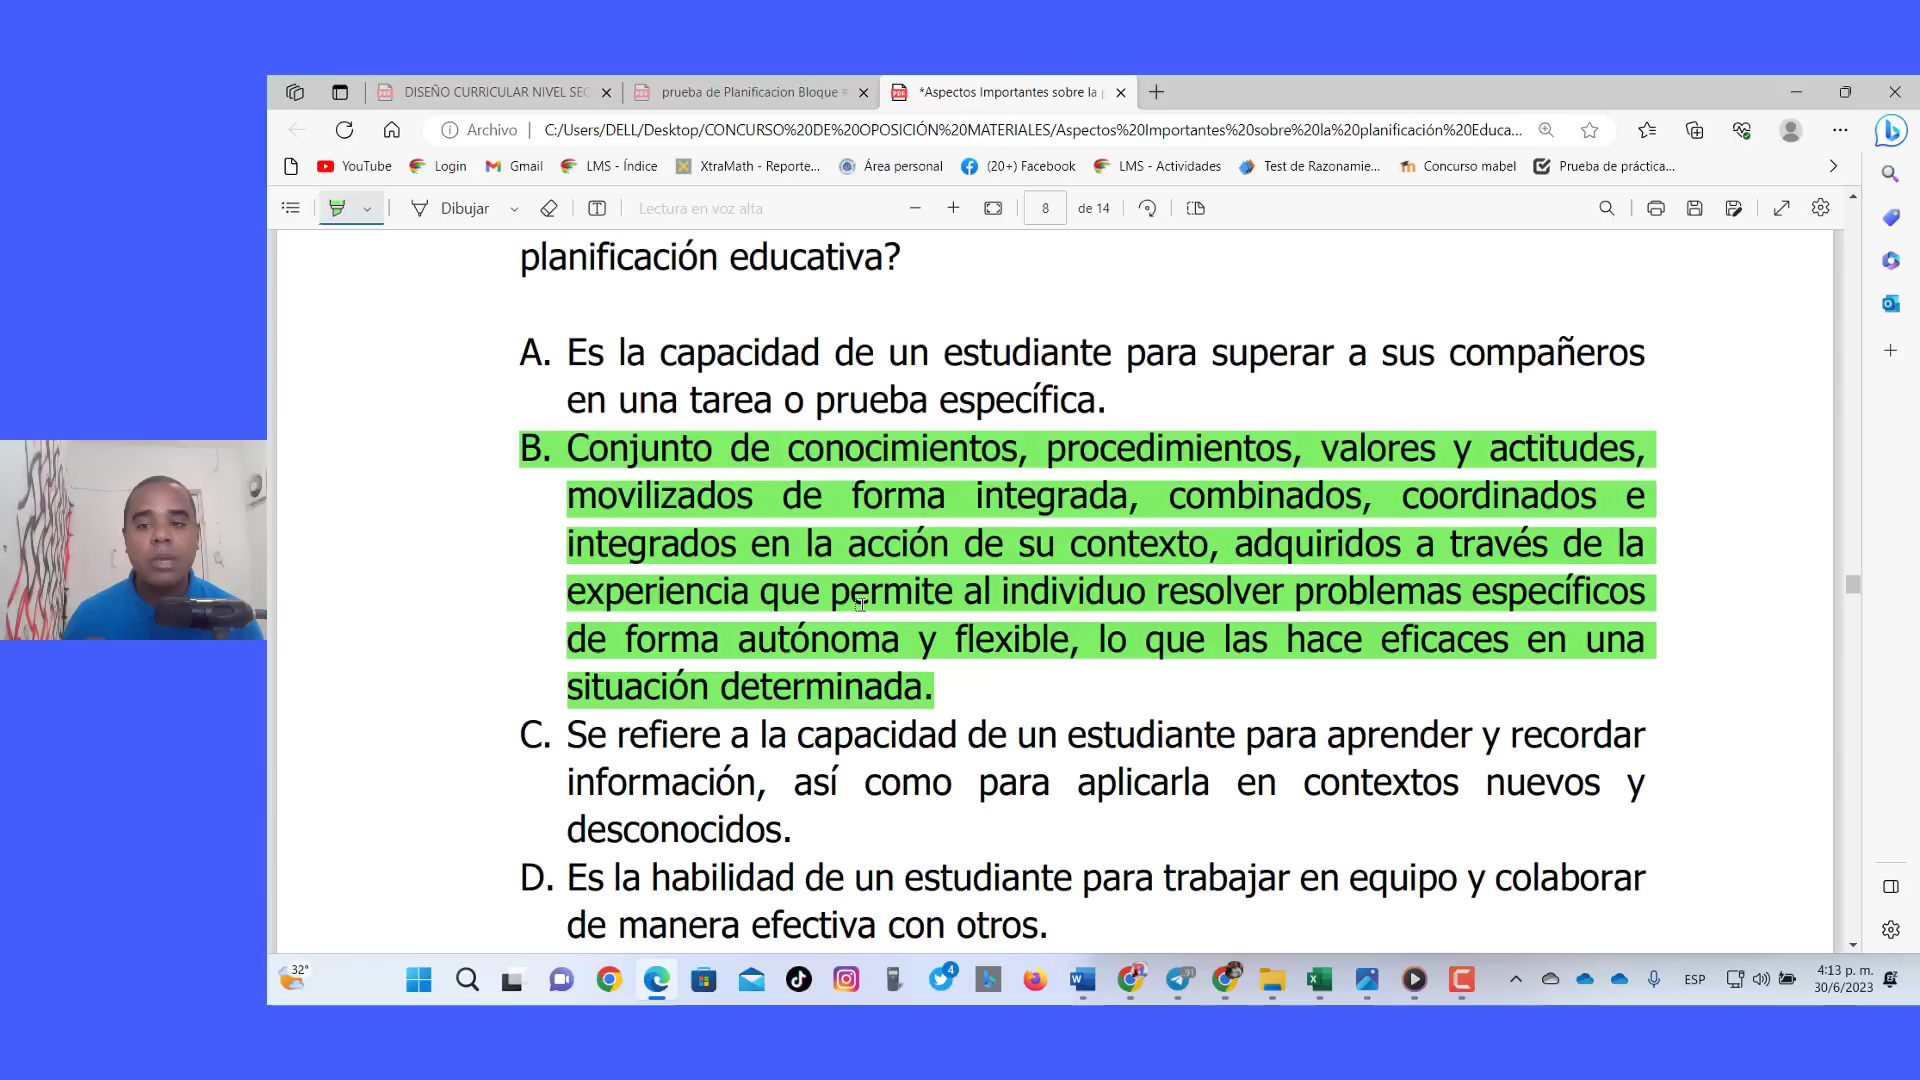 DISEÑO CURRICULAR NIVEL SEC
prueba de Planificacion Bloque
*Aspectos Importantes sobre la
Archivo
C:/Users/DELL/Desktop/CONCURSO%20DE%20OPOSICIÓN%20MATERIALES/Aspectos%20Importantes%20sobre%20la%20planificación%20Educa...
YouTube
Login
Gmail
LMS - Índice
XtraMath - Reporte...
Área personal
(20+) Facebook
LMS - Actividades
Test de Razonamie...
Concurso mabel
Prueba de práctica...
Dibujar
Lectura en voz alta
8
de 14
planificación educativa?
A. Es la capacidad de un estudiante para superar a sus compañeros
en una tarea o prueba específica.
B. Conjunto de conocimientos, procedimientos, valores y actitudes,
movilizados de forma integrada, combinados, coordinados e
integrados en la acción de su contexto, adquiridos a través de la
experiencia que permite al individuo resolver problemas específicos
de forma autónoma y flexible, lo que las hace eficaces en una
situación determinada.
C. Se refiere a la capacidad de un estudiante para aprender y recordar
información, así como para aplicarla en contextos nuevos y
desconocidos.
D. Es la habilidad de un estudiante para trabajar en equipo y colaborar
de manera efectiva con otros.
32°
4
91
ESP
4:13 p. m.
30/6/2023